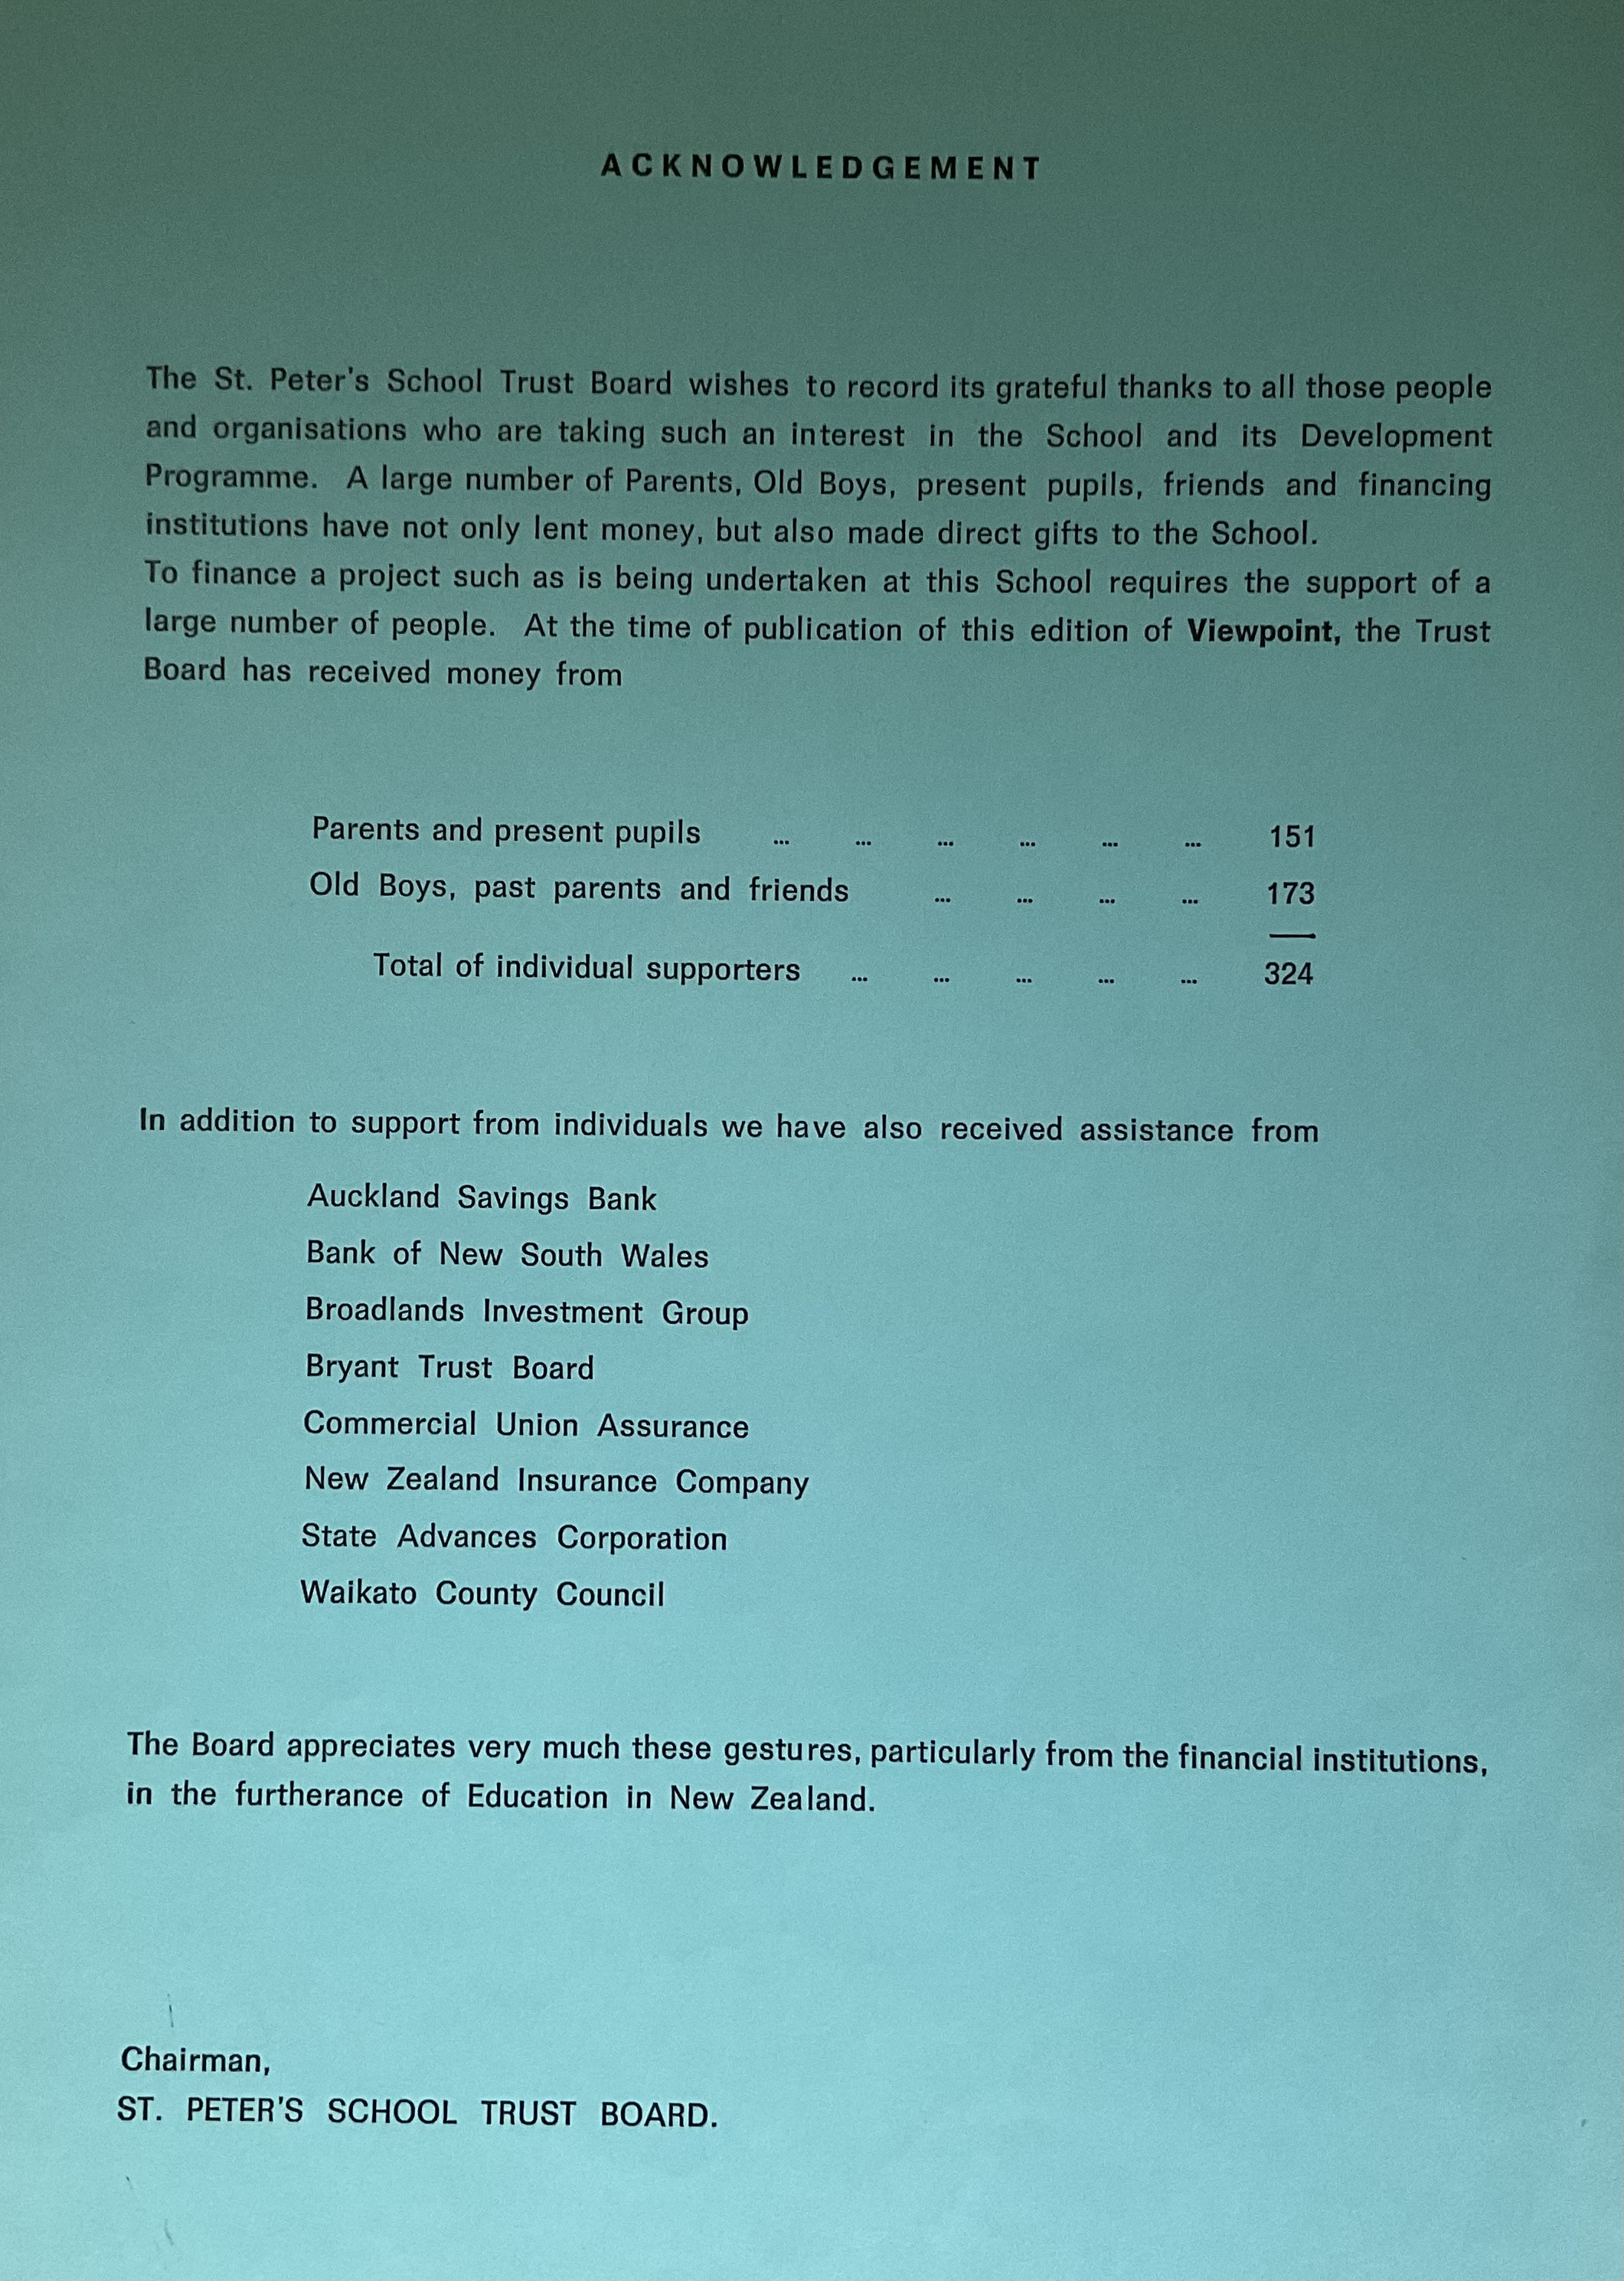 ACKNOWLEDGEMENT
The St. Peter's School Trust Board wishes to record its grateful thanks to all those people
and organisations who are taking such an interest in the School and its Development
Programme. A large number of Parents, Old Boys, present pupils, friends and financing
institutions have not only lent money, but also made direct gifts to the School.
To finance a project such as is being undertaken at this School requires the support of a
large number of people. At the time of publication of this edition of Viewpoint, the Trust
Board has received money from
Parents and present pupils ... ... ... ... ... ... 151
Old Boys, past parents and friends ... ... ... ... 173
Total of individual supporters ... ... ... ... ... 324
In addition to support from individuals we have also received assistance from
Auckland Savings Bank
Bank of New South Wales
Broadlands Investment Group
Bryant Trust Board
Commercial Union Assurance
New Zealand Insurance Company
State Advances Corporation
Waikato County Council
The Board appreciates very much these gestures, particularly from the financial institutions,
in the furtherance of Education in New Zealand.
Chairman,
ST. PETER'S SCHOOL TRUST BOARD.